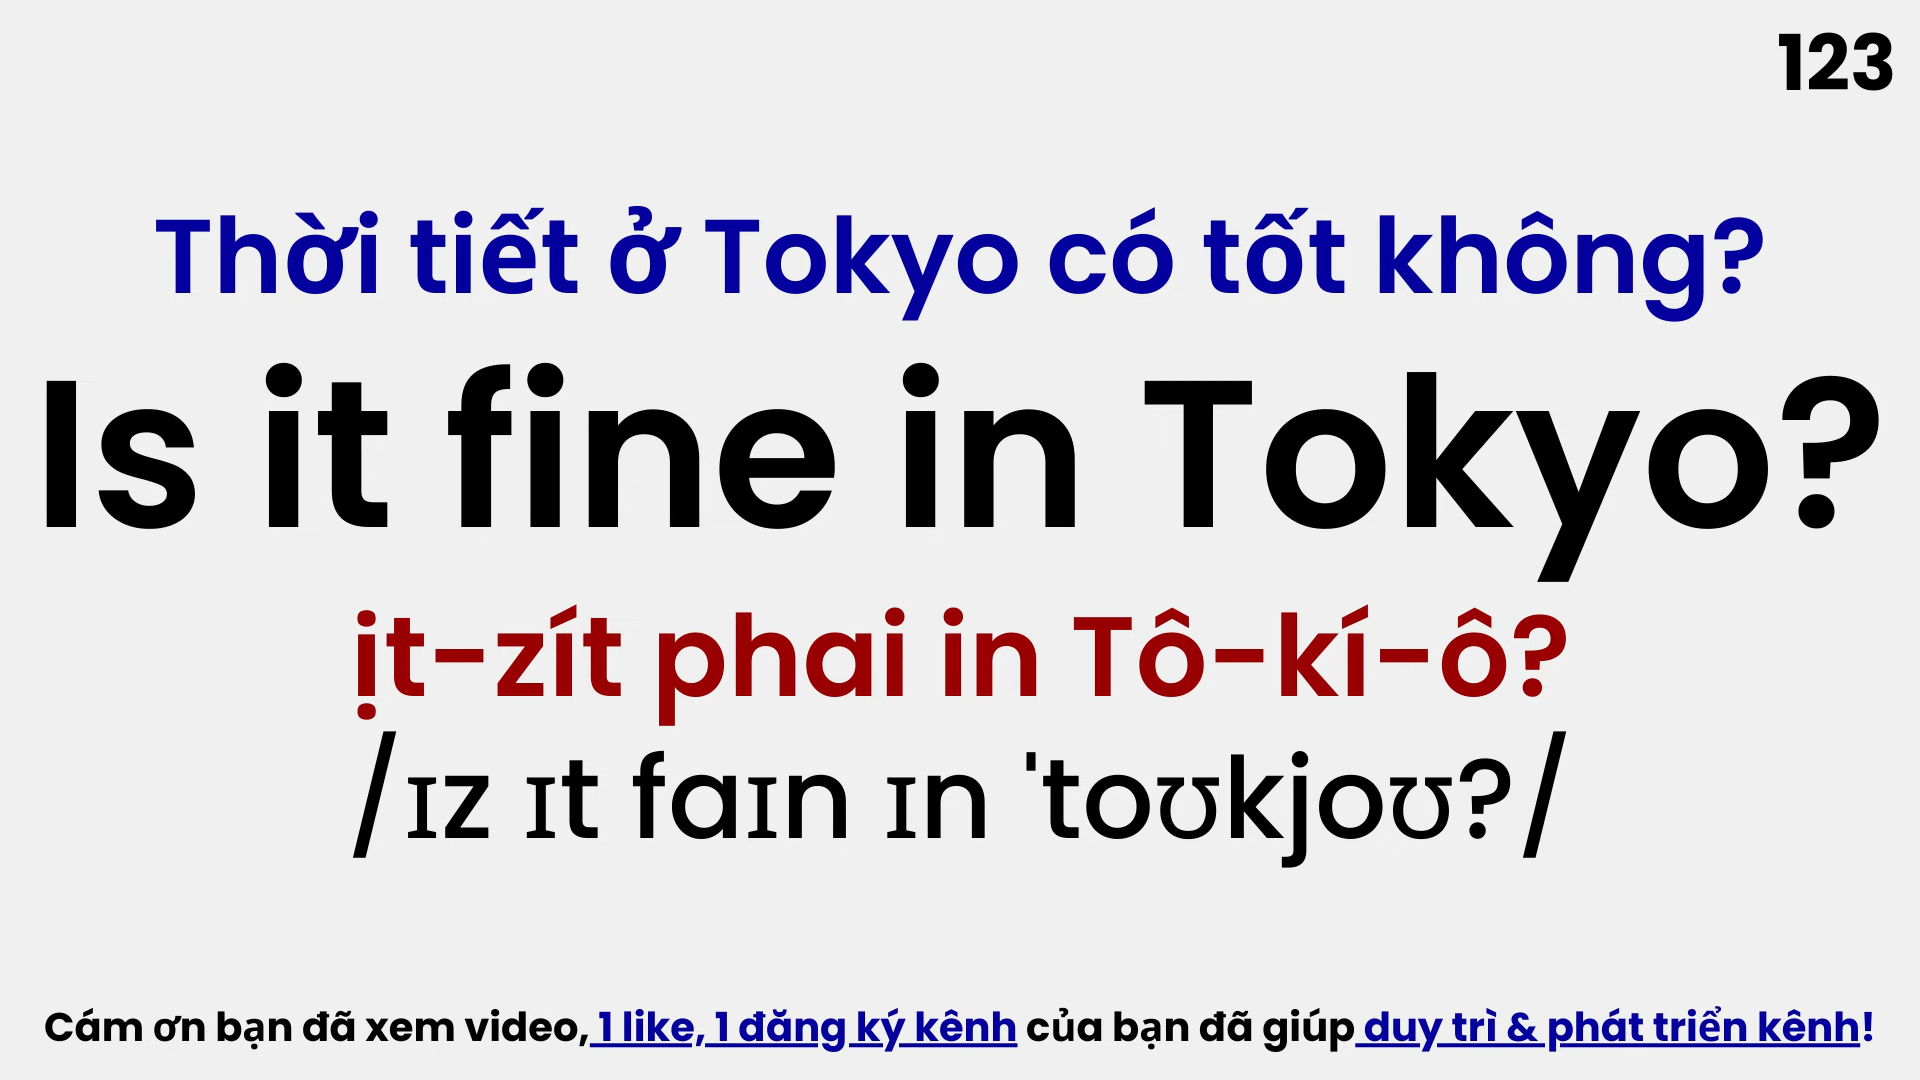 123
Thời tiết ở Tokyo có tốt không?
Is it fine in Tokyo?
ịt-zít phai in Tô-kí-ô?
/ɪz ɪt faɪn ɪn ˈtoʊkjoʊ?/
Cám ơn bạn đã xem video, 1 like, 1 đăng ký kênh của bạn đã giúp duy trì & phát triển kênh!